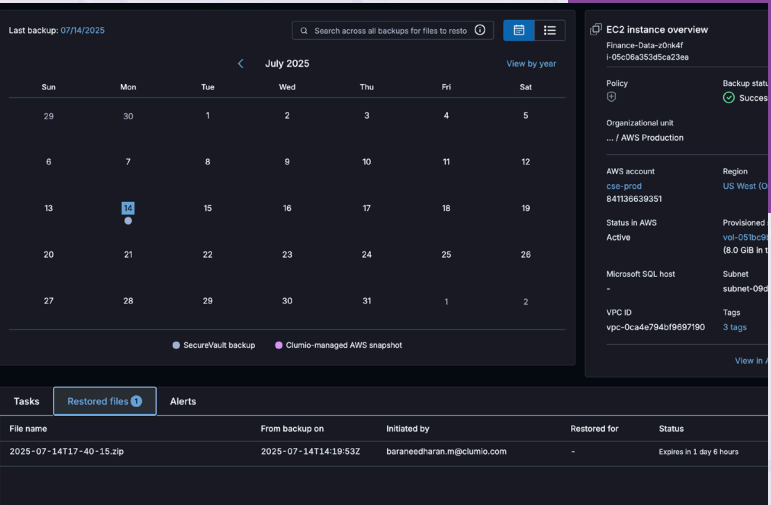 Last backup: 07/14/2025
Search across all backups for files to resto
July 2025
View by year
Sun Mon Tue Wed Thu Fri Sat
29 30 1 2 3 4 5
6 7 8 9 10 11 12
13 14 15 16 17 18 19
20 21 22 23 24 25 26
27 28 29 30 31 1 2
SecureVault backup Clumio-managed AWS snapshot
EC2 instance overview
Finance-Data-z0nk4f
i-05c06a353d5ca23ea
Policy
Backup statu
Succes
Organizational unit
... / AWS Production
AWS account
cse-prod
841136639351
Region
US West (O
Status in AWS
Active
Provisioned s
vol-051bc9
(8.0 GiB in t
Microsoft SQL host
-
Subnet
subnet-09d
VPC ID
vpc-0ca4e794bf9697190
Tags
3 tags
View in A
Tasks Restored files 1 Alerts
File name From backup on Initiated by Restored for Status
2025-07-14T17-40-15.zip 2025-07-14T14:19:53Z baraneedharan.m@clumio.com - Expires in 1 day 6 hours